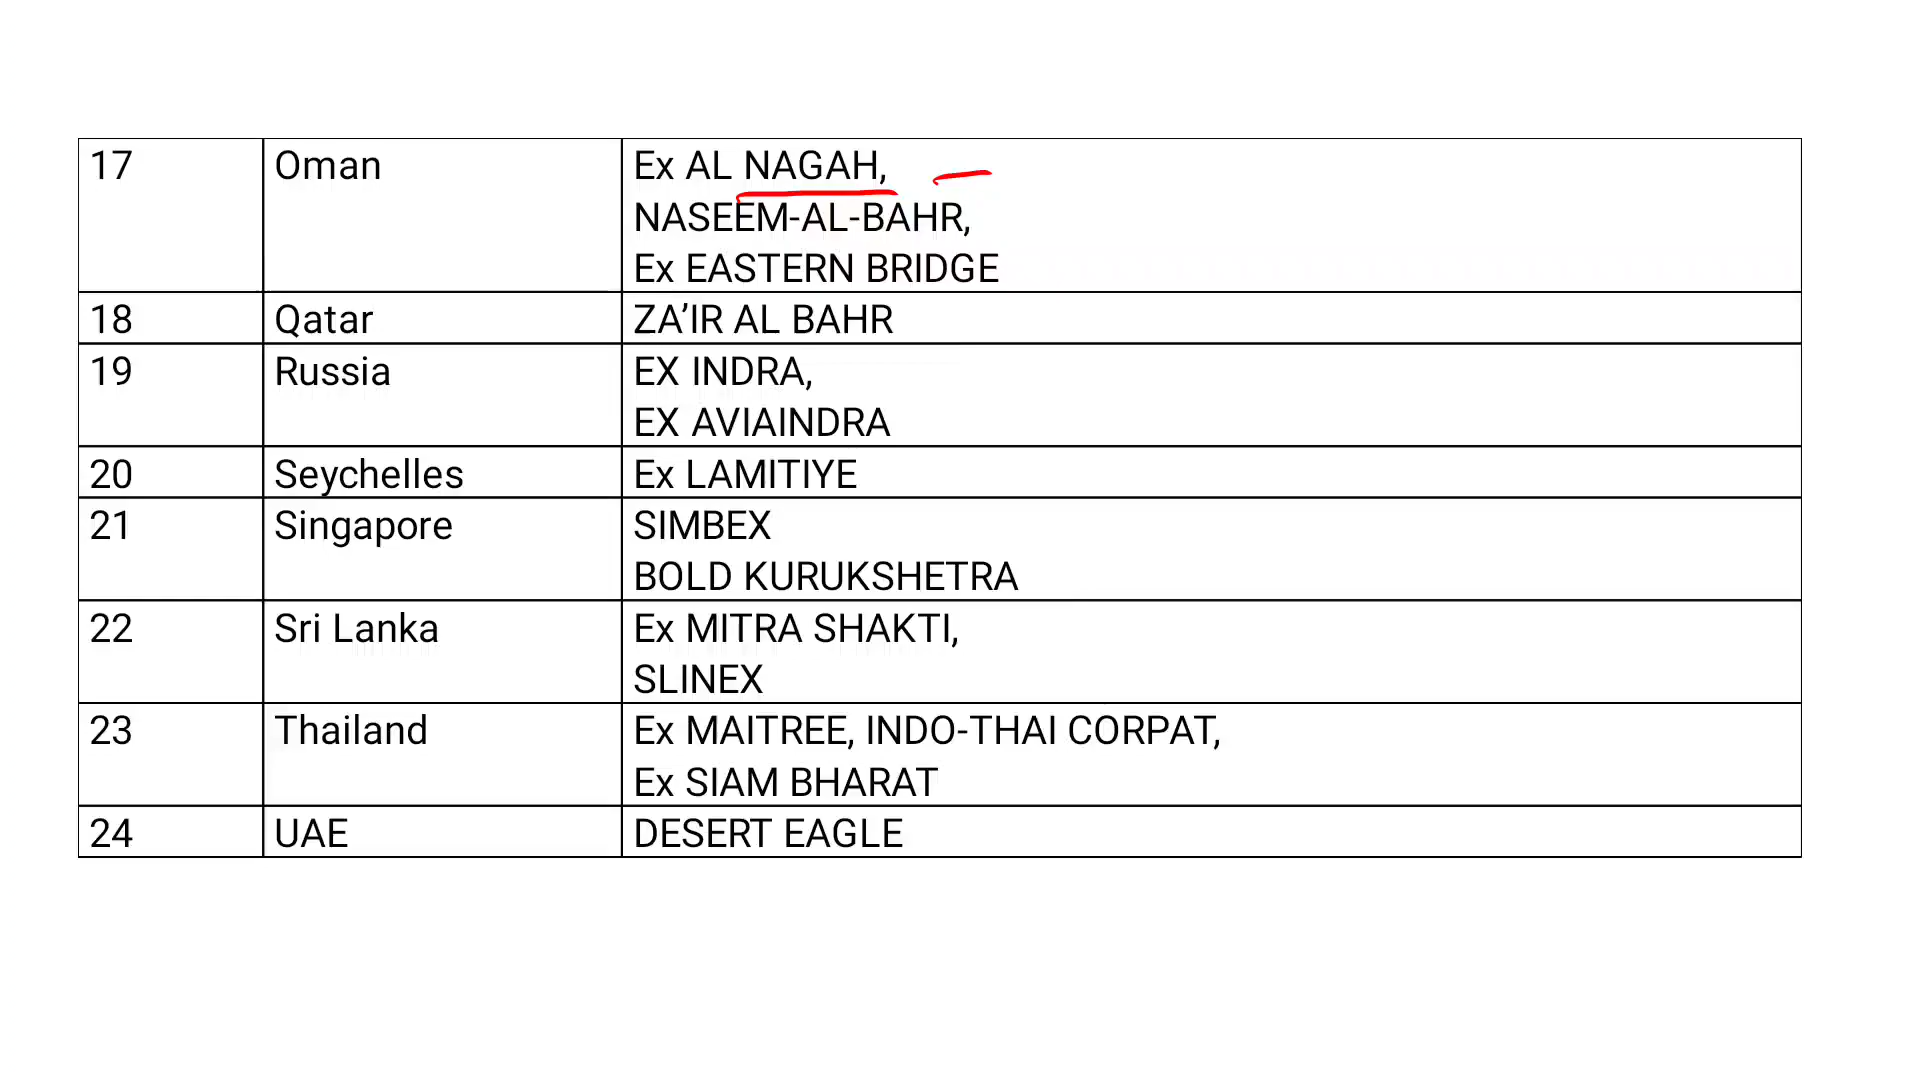 17 Oman Ex AL NAGAH,
NASEEM-AL-BAHR,
Ex EASTERN BRIDGE
18 Qatar ZA’IR AL BAHR
19 Russia EX INDRA,
EX AVIAINDRA
20 Seychelles Ex LAMITIYE
21 Singapore SIMBEX
BOLD KURUKSHETRA
22 Sri Lanka Ex MITRA SHAKTI,
SLINEX
23 Thailand Ex MAITREE, INDO-THAI CORPAT,
Ex SIAM BHARAT
24 UAE DESERT EAGLE